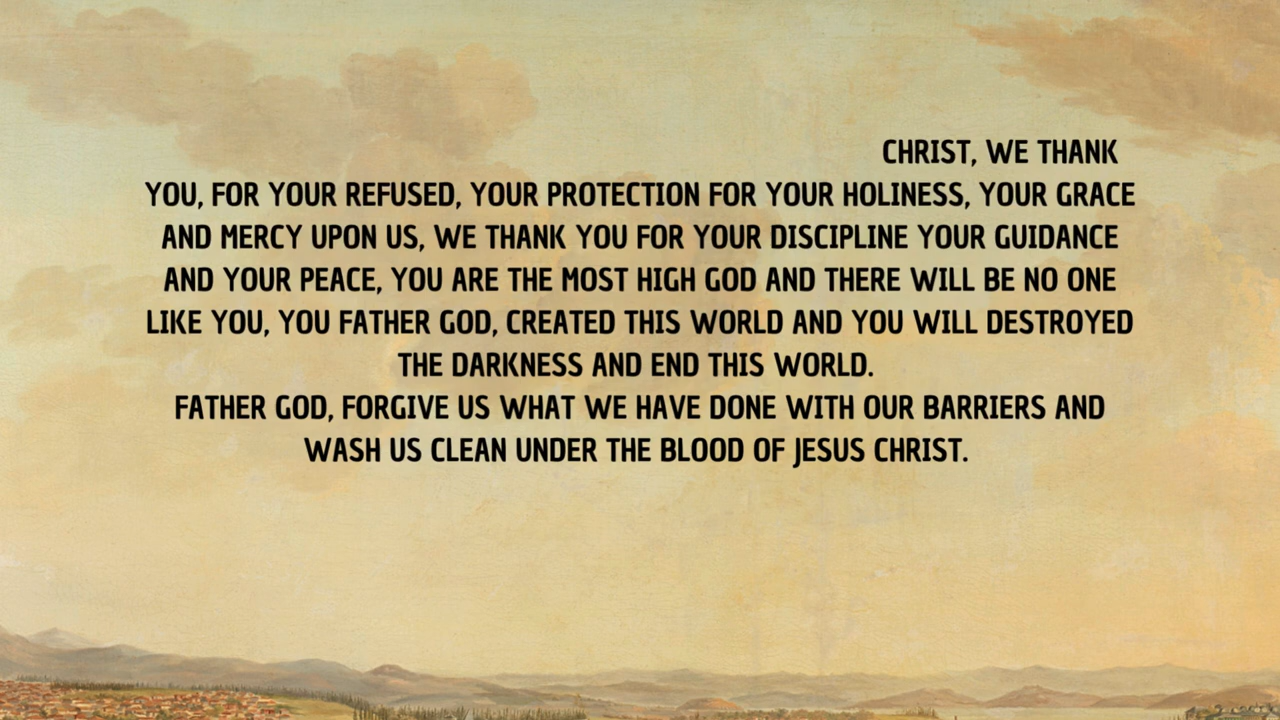 CHRIST, WE THANK
YOU, FOR YOUR REFUSED, YOUR PROTECTION FOR YOUR HOLINESS, YOUR GRACE
AND MERCY UPON US, WE THANK YOU FOR YOUR DISCIPLINE YOUR GUIDANCE
AND YOUR PEACE, YOU ARE THE MOST HIGH GOD AND THERE WILL BE NO ONE
LIKE YOU, YOU FATHER GOD, CREATED THIS WORLD AND YOU WILL DESTROYED
THE DARKNESS AND END THIS WORLD.
FATHER GOD, FORGIVE US WHAT WE HAVE DONE WITH OUR BARRIERS AND
WASH US CLEAN UNDER THE BLOOD OF JESUS CHRIST.